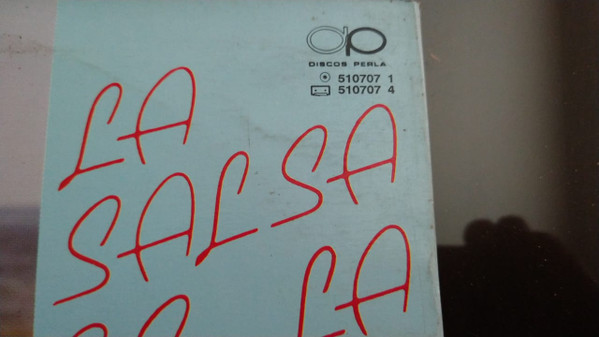 dp
DISCOS PERLA
510707 1
510707 4
LA
SALSA
LA